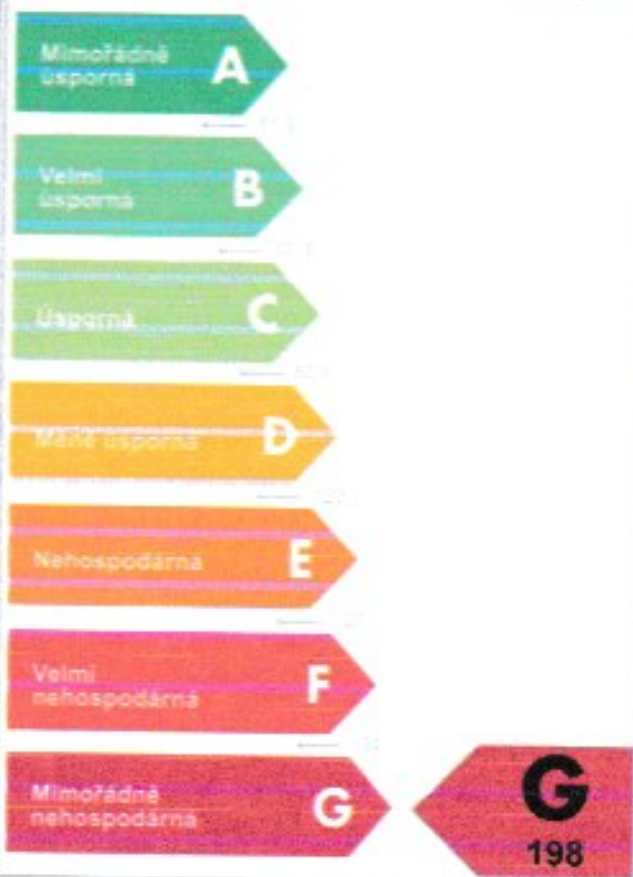 Mimořádně
úsporná A
Velmi
úsporná B
Úsporná C
Méně úsporná D
Nehospodárná E
Velmi
nehospodárná F
Mimořádně
nehospodárná G
G
198